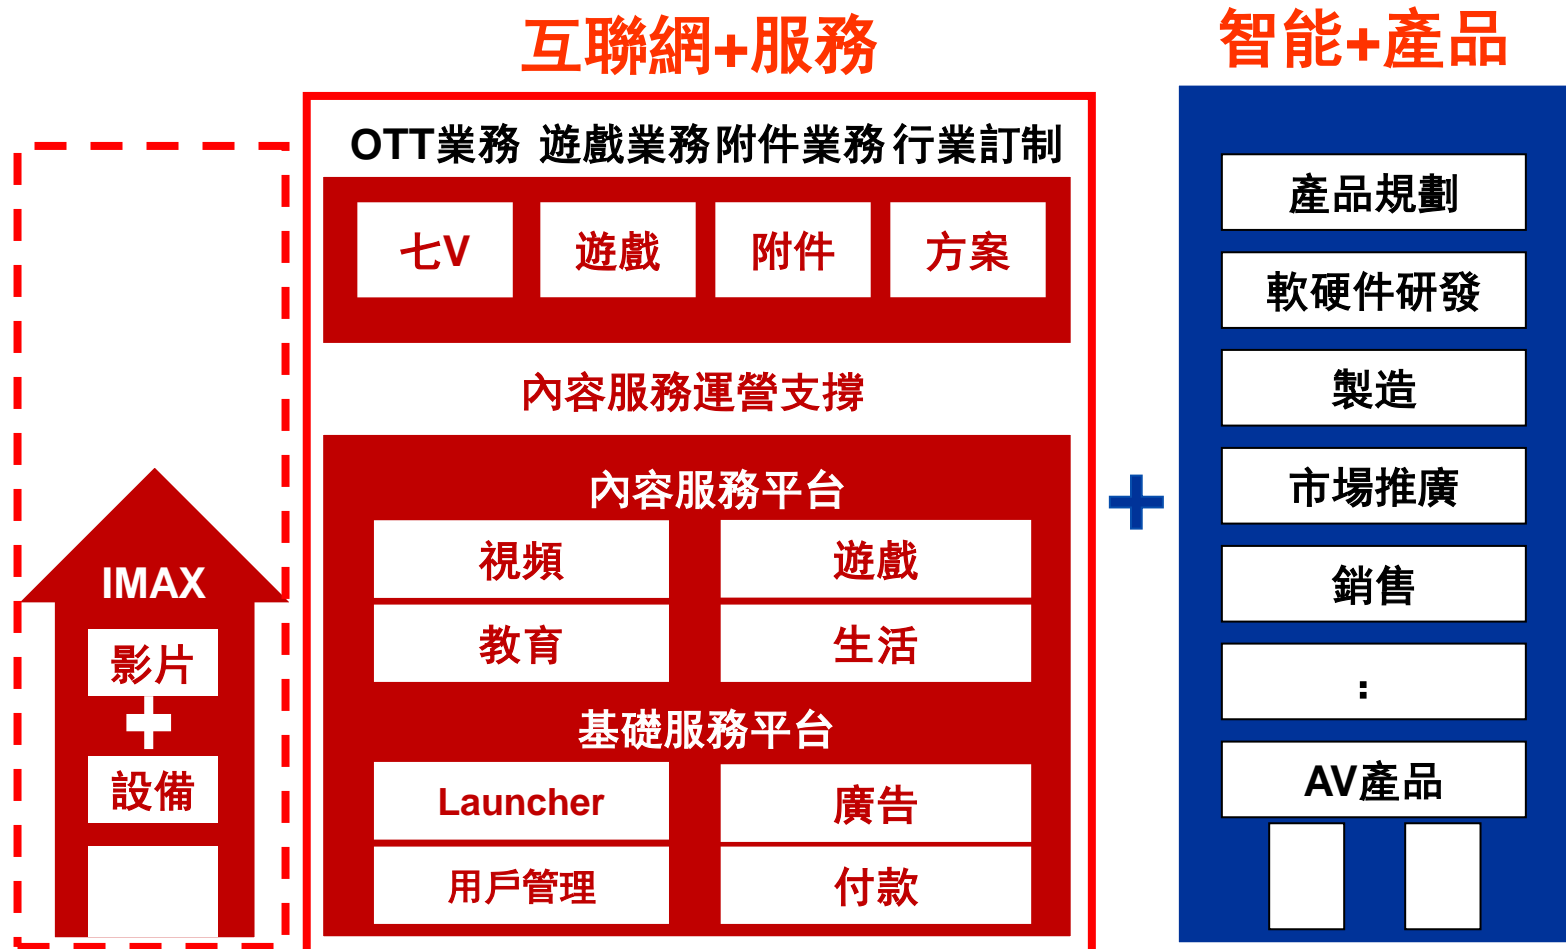 互聯網+服務
智能+產品
OTT業務 遊戲業務 附件業務 行業訂制
七V
遊戲
附件
方案
內容服務運營支撐
內容服務平台
視頻
遊戲
教育
生活
基礎服務平台
Launcher
廣告
用戶管理
付款
IMAX
影片
+
設備
+
產品規劃
軟硬件研發
製造
市場推廣
銷售
:
AV產品